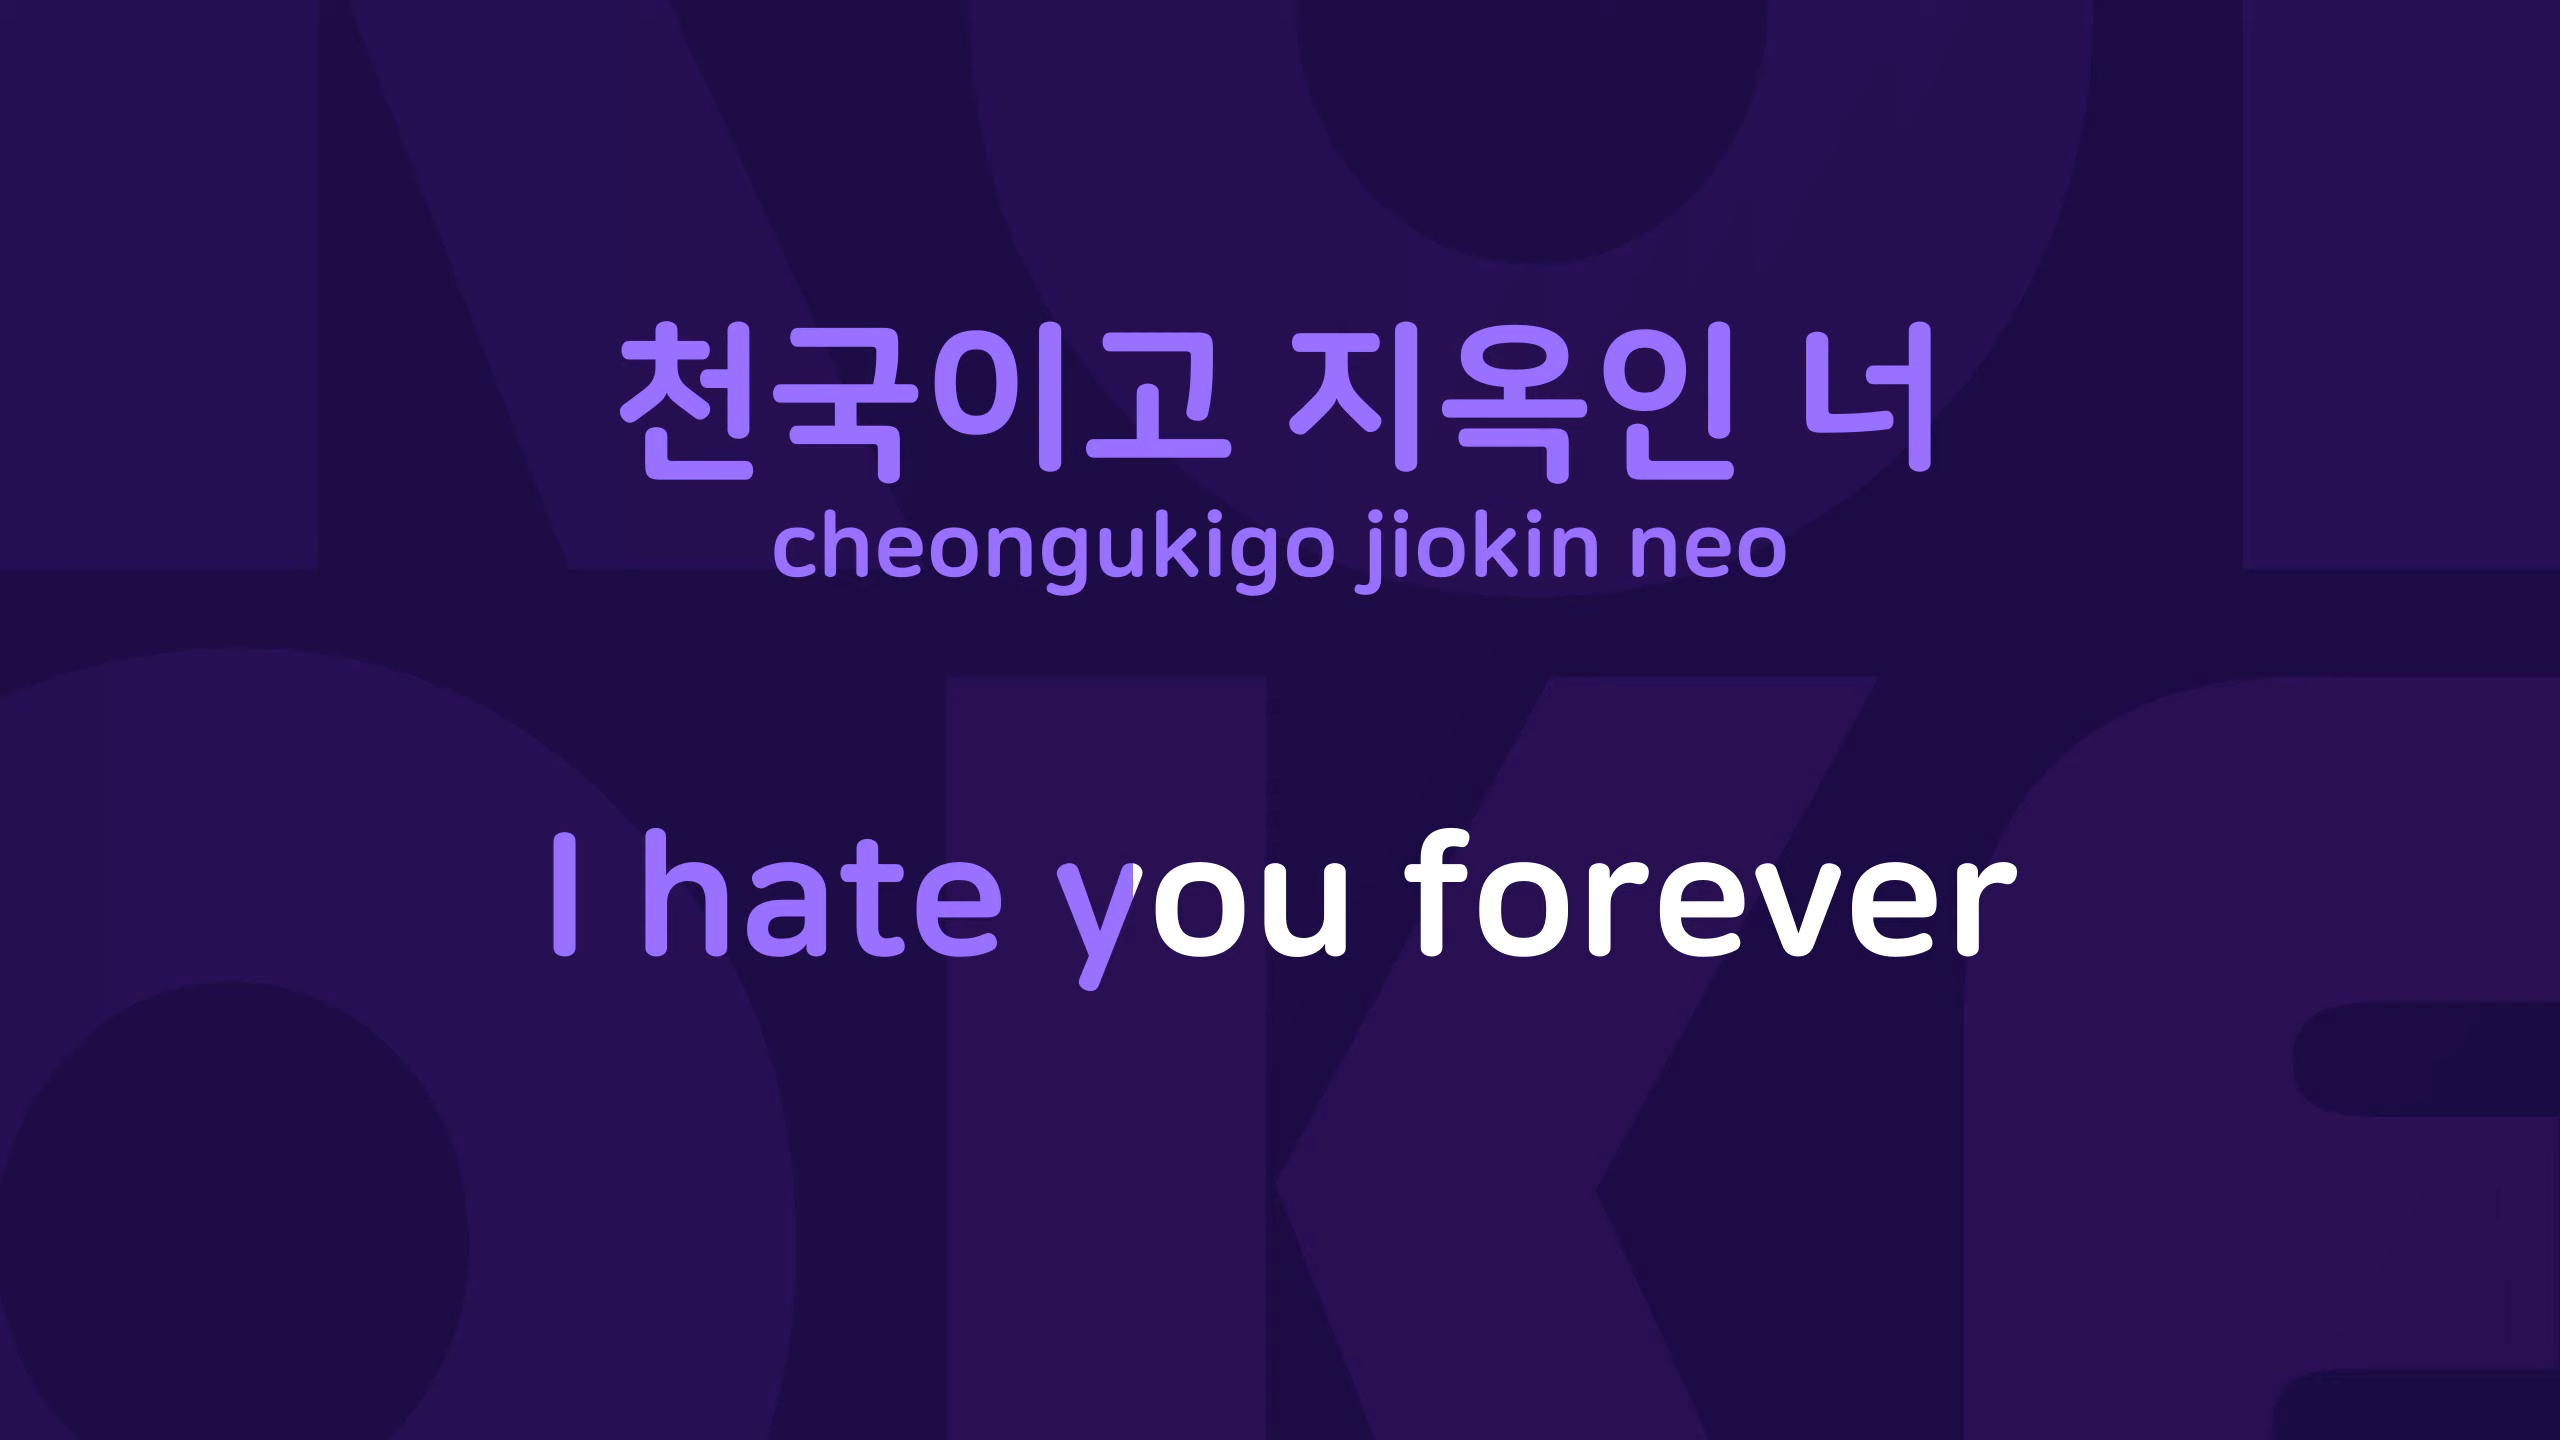 천국이고 지옥인 너
cheongukigo jiokin neo
I hate you forever